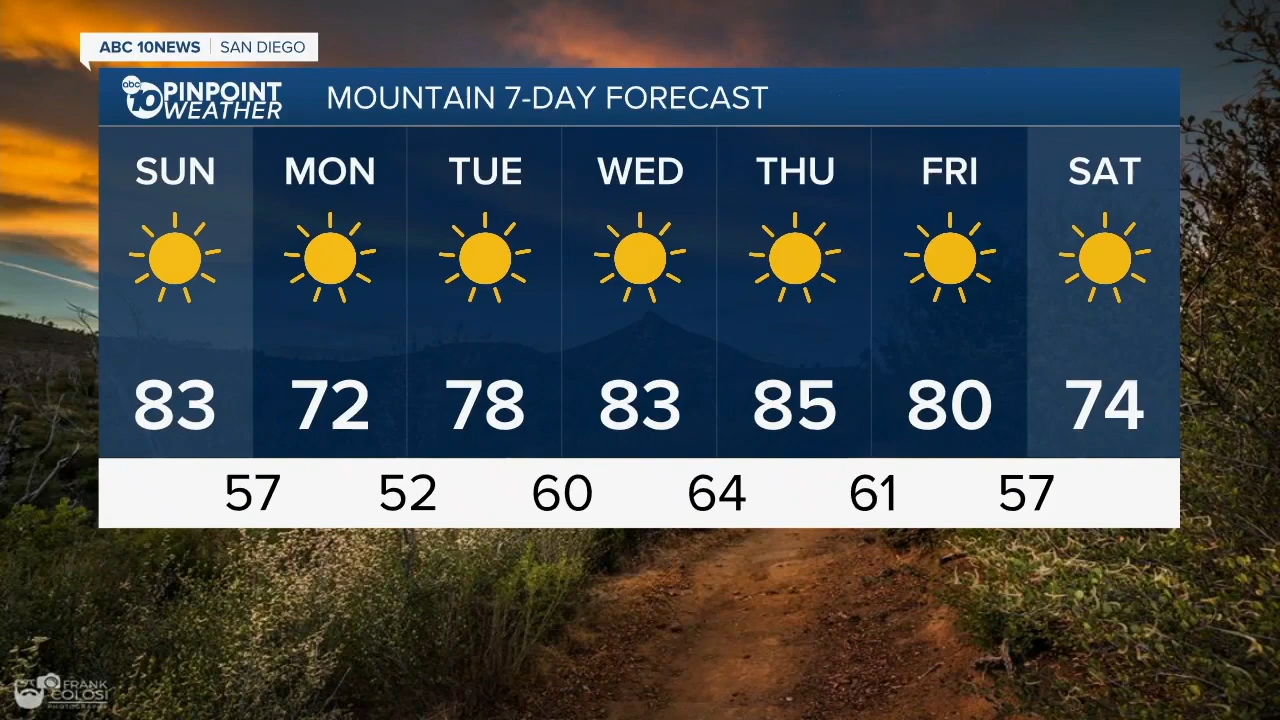 ABC 10NEWS | SAN DIEGO
abc 10 PINPOINT WEATHER
MOUNTAIN 7-DAY FORECAST
SUN MON TUE WED THU FRI SAT
83 72 78 83 85 80 74
57 52 60 64 61 57
FRANK
COLOSI
PHOTOGRAPHY